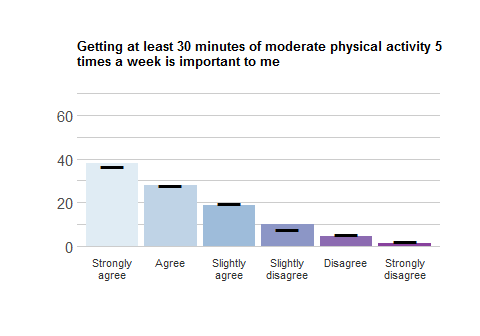 Getting at least 30 minutes of moderate physical activity 5
times a week is important to me
60
40
20
0
Strongly
agree
Agree
Slightly
agree
Slightly
disagree
Disagree
Strongly
disagree